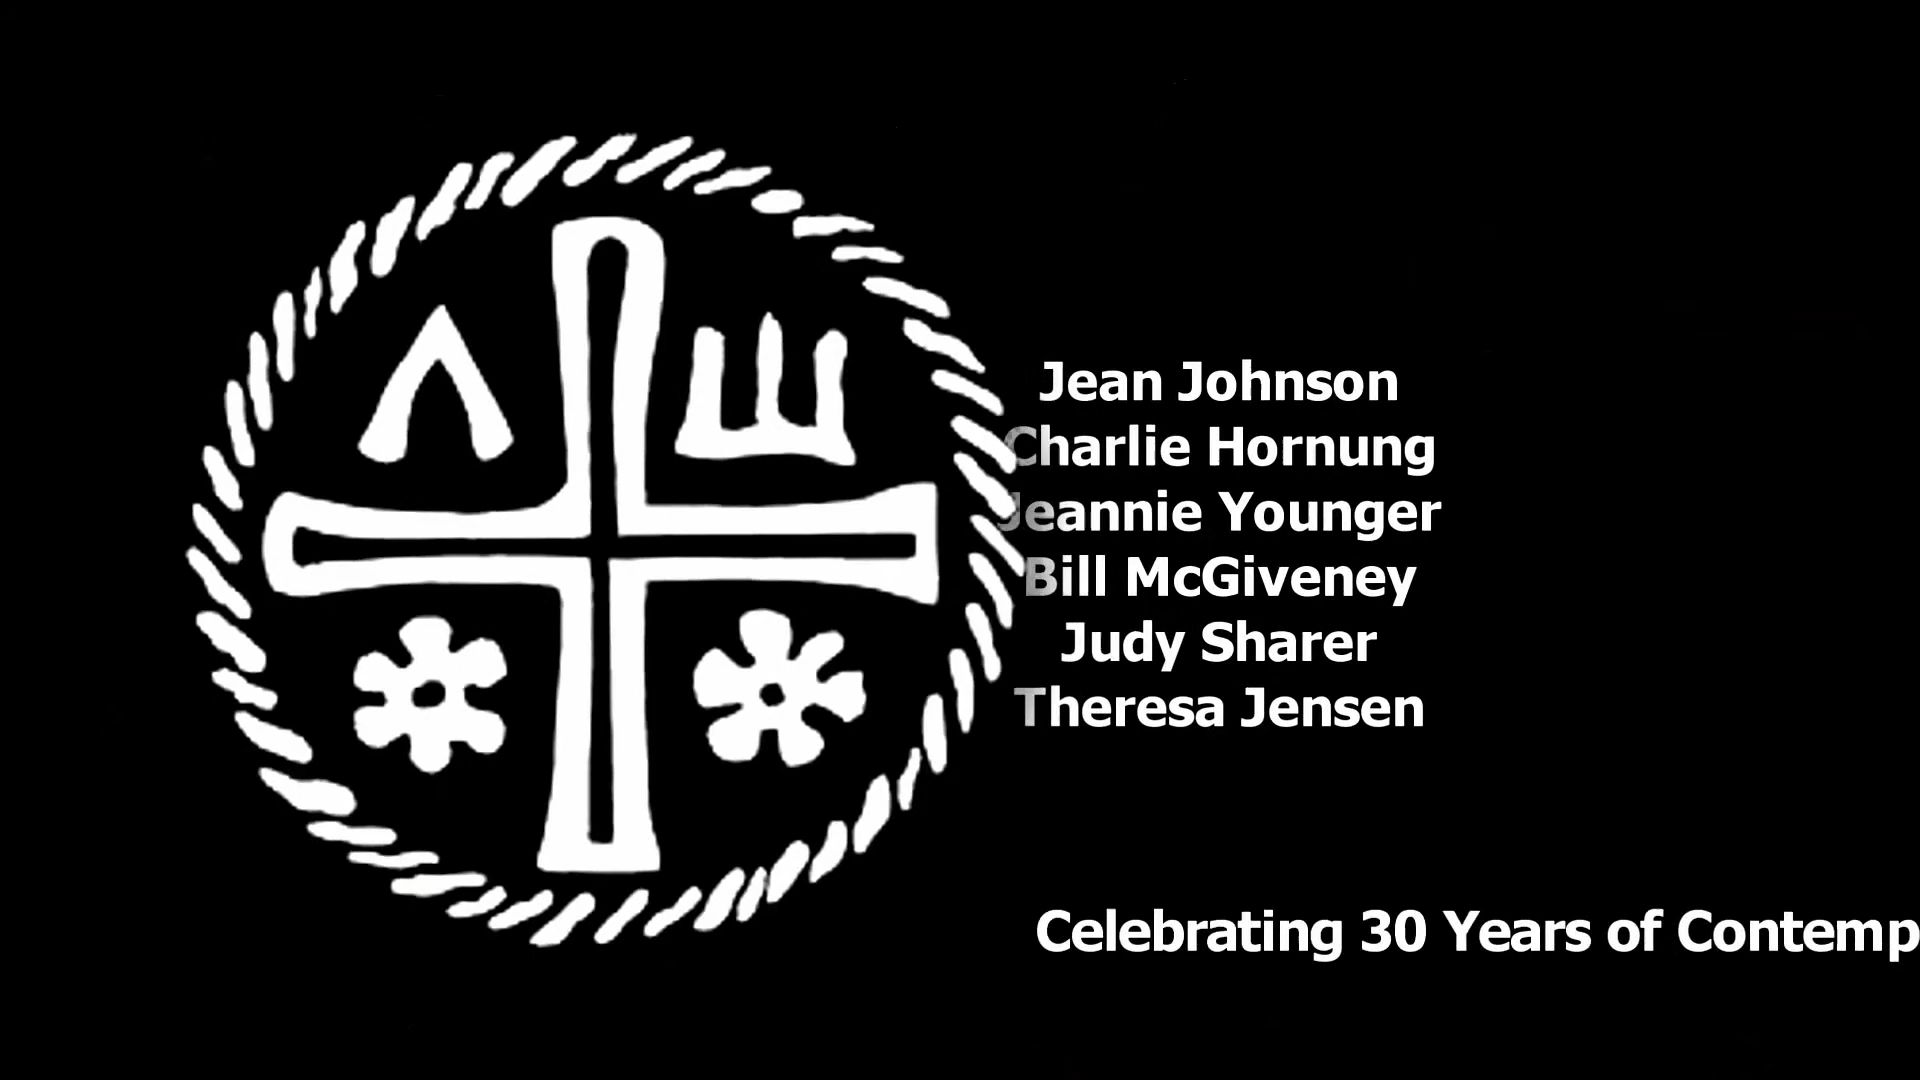 Jean Johnson
Charlie Hornung
Jeannie Younger
Bill McGiveney
Judy Sharer
Theresa Jensen
Celebrating 30 Years of Contemp